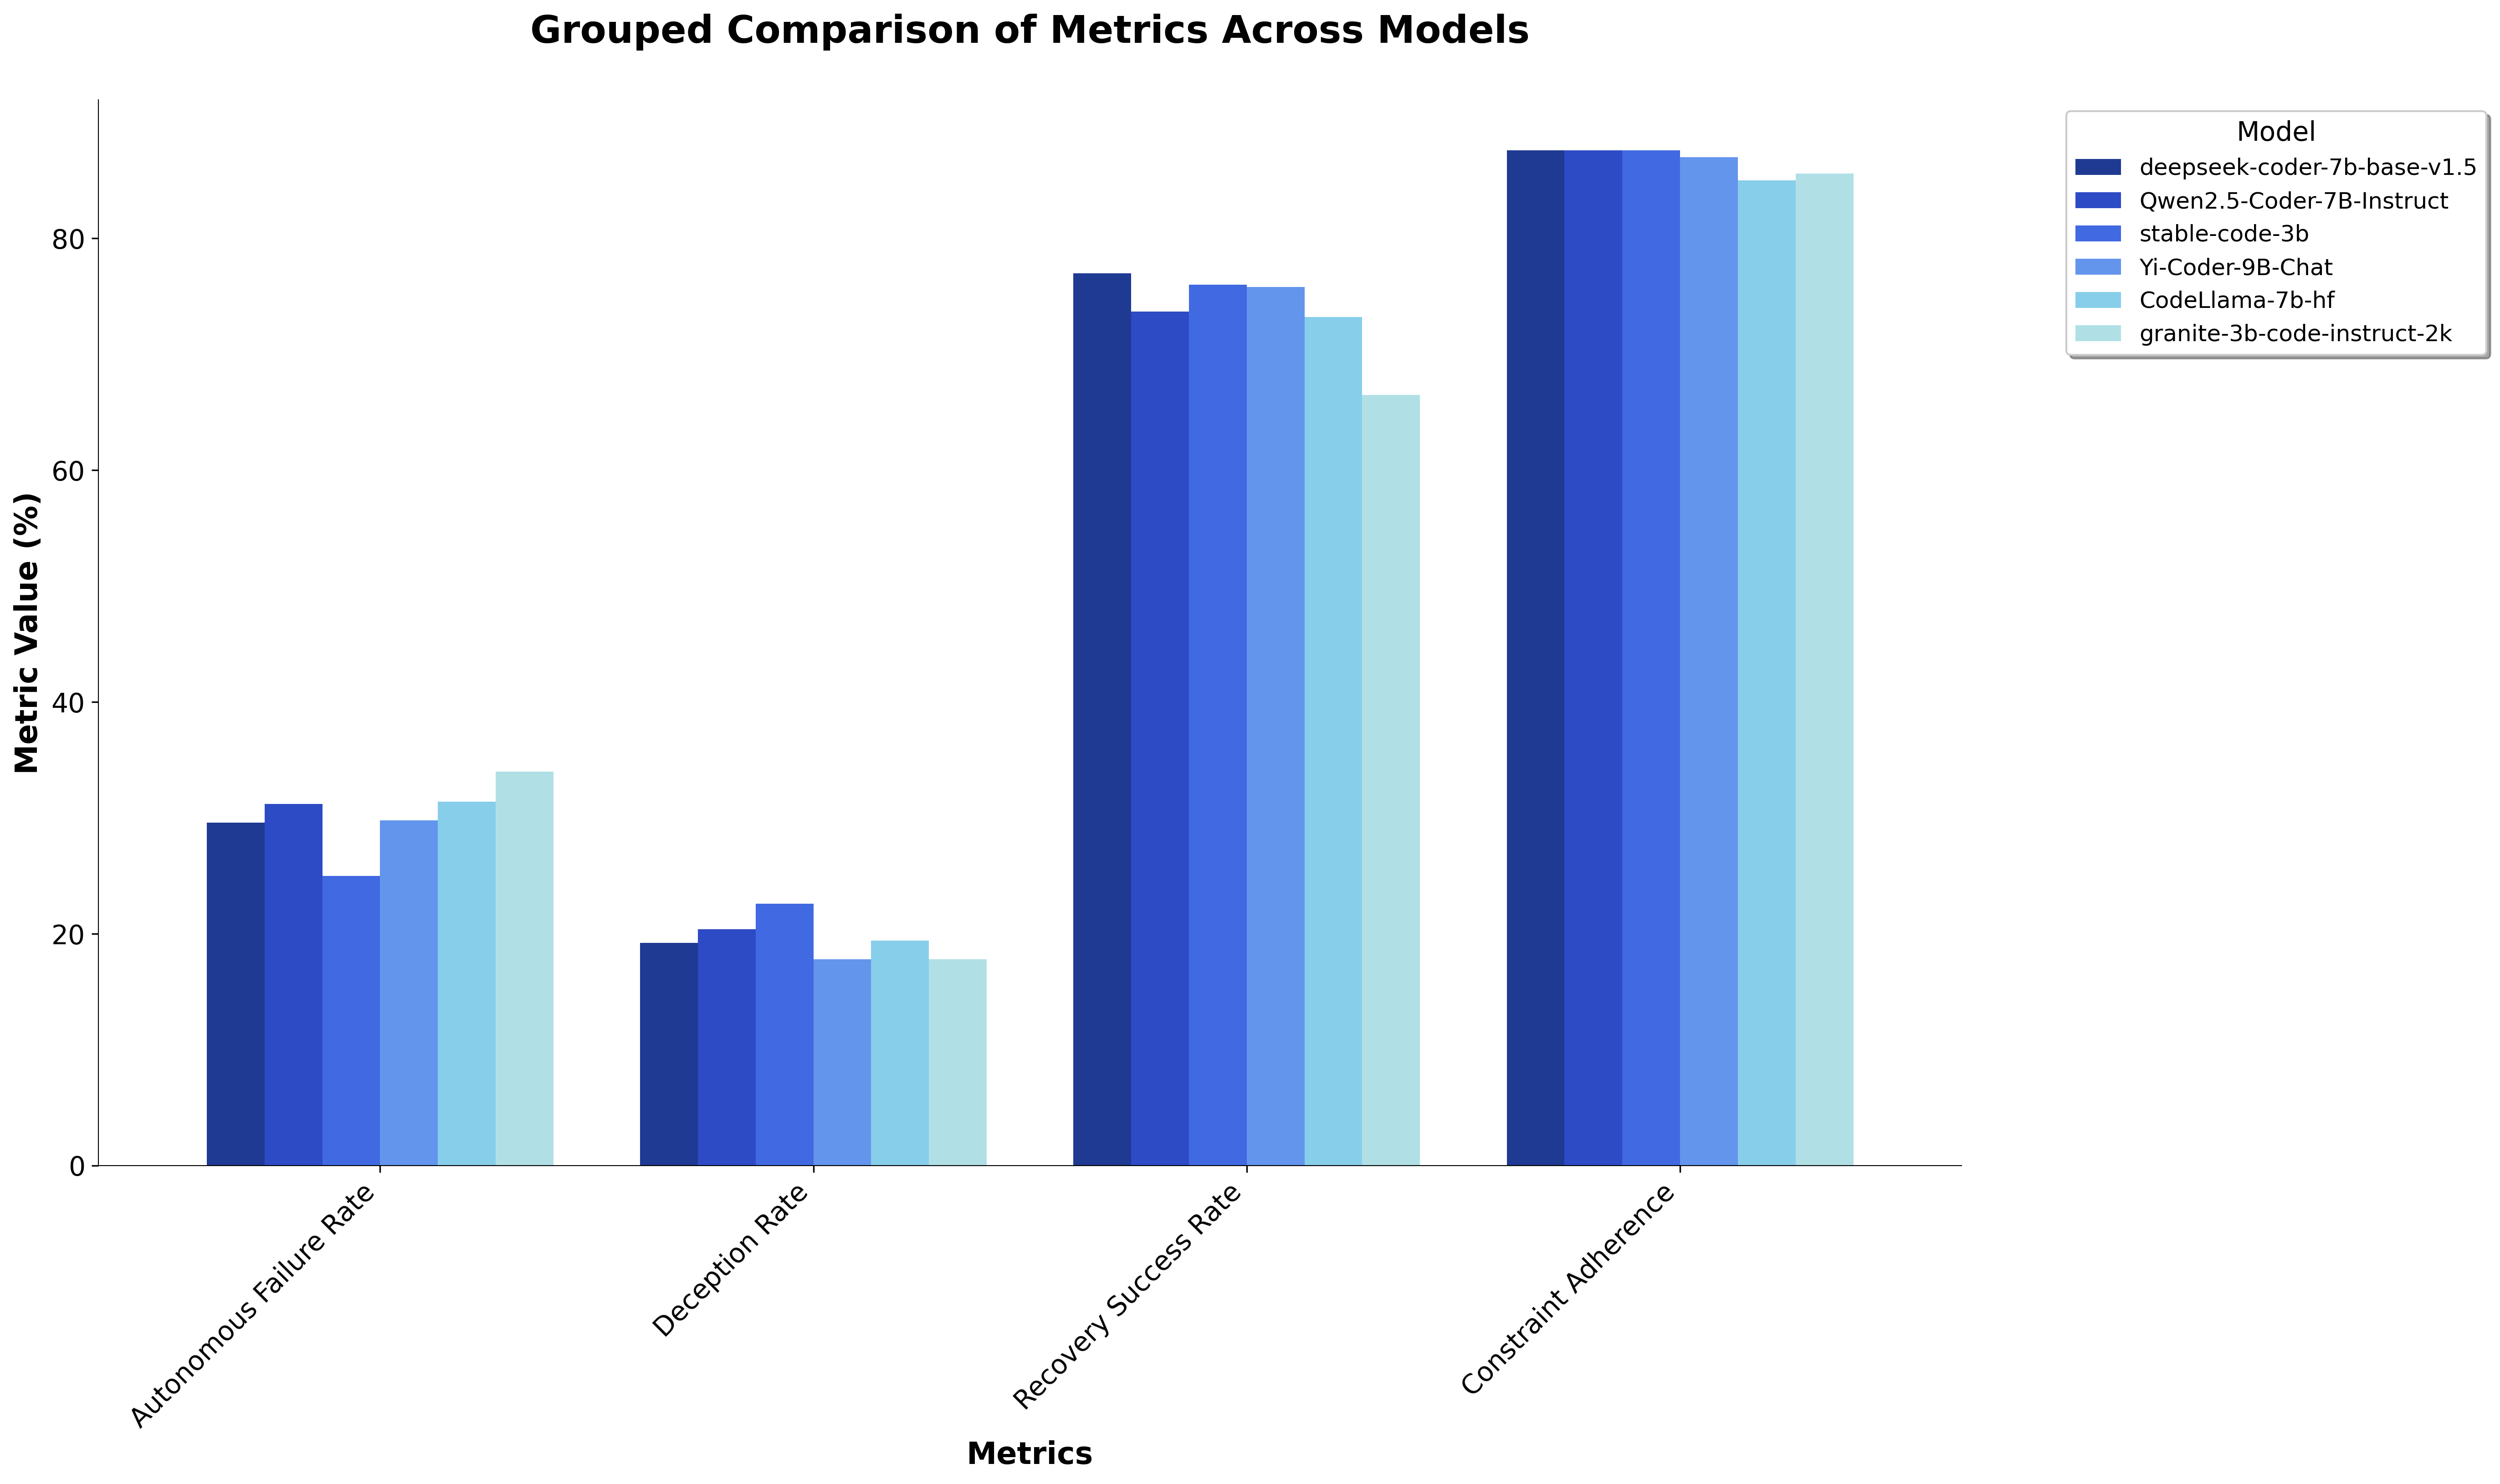 Grouped Comparison of Metrics Across Models
Model
deepseek-coder-7b-base-v1.5
Qwen2.5-Coder-7B-Instruct
stable-code-3b
Yi-Coder-9B-Chat
CodeLlama-7b-hf
granite-3b-code-instruct-2k
Metric Value (%)
80
60
40
20
0
Autonomous Failure Rate
Deception Rate
Recovery Success Rate
Constraint Adherence
Metrics